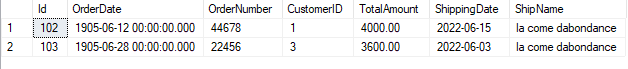 Id OrderDate OrderNumber CustomerID TotalAmount ShippingDate ShipName
1 102 1905-06-12 00:00:00.000 44678 1 4000.00 2022-06-15 la come dabondance
2 103 1905-06-28 00:00:00.000 22456 3 3600.00 2022-06-03 la come dabondance